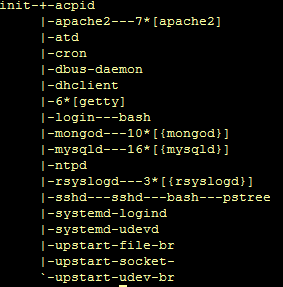 init-+-acpid
     |-apache2---7*[apache2]
     |-atd
     |-cron
     |-dbus-daemon
     |-dhclient
     |-6*[getty]
     |-login---bash
     |-mongod---10*[{mongod}]
     |-mysqld---16*[{mysqld}]
     |-ntpd
     |-rsyslogd---3*[{rsyslogd}]
     |-sshd---sshd---bash---pstree
     |-systemd-logind
     |-systemd-udevd
     |-upstart-file-br
     |-upstart-socket-
     `-upstart-udev-br